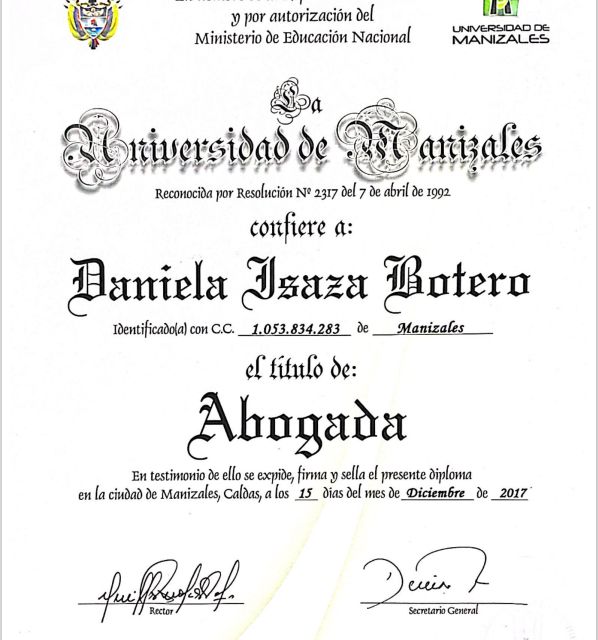 y por autorización del
Ministerio de Educación Nacional
UNIVERSIDAD DE
MANIZALES
La
Universidad de Manizales
Reconocida por Resolución Nº 2317 del 7 de abril de 1992
confiere a:
Daniela Isaza Botero
Identificado(a) con C.C. 1.053.834.283 de Manizales
el título de:
Abogada
En testimonio de ello se expide, firma y sella el presente diploma
en la ciudad de Manizales, Caldas, a los 15 días del mes de Diciembre de 2017
Rector
Secretario General